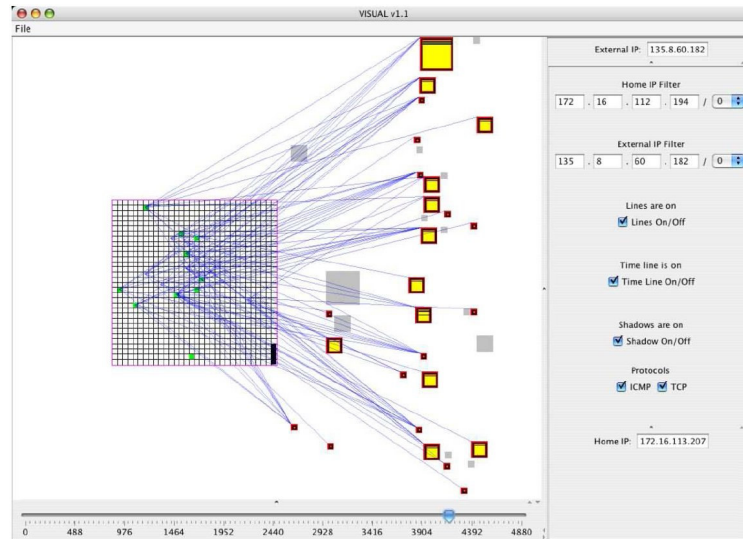 VISUAL v1.1
File
External IP: 135.8.60.182
Home IP Filter
172 . 16 . 112 . 194 / 0
External IP Filter
135 . 8 . 60 . 182 / 0
Lines are on
Lines On/Off
Time line is on
Time Line On/Off
Shadows are on
Shadow On/Off
Protocols
ICMP TCP
Home IP: 172.16.113.207
0 488 976 1464 1952 2440 2928 3416 3904 4392 4880